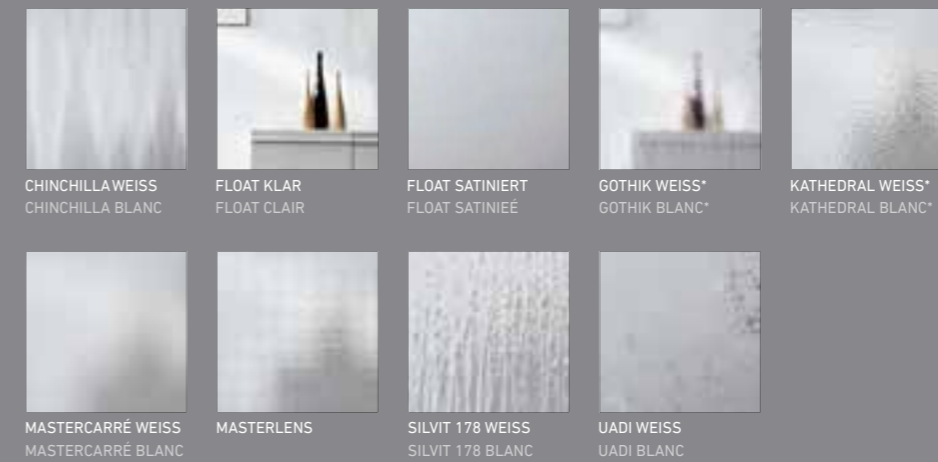 CHINCHILLA WEISS
CHINCHILLA BLANC
FLOAT KLAR
FLOAT CLAIR
FLOAT SATINIERT
FLOAT SATINIEÉ
GOTHIK WEISS*
GOTHIK BLANC*
KATHEDRAL WEISS*
KATHEDRAL BLANC*
MASTERCARRÉ WEISS
MASTERCARRÉ BLANC
MASTERLENS
SILVIT 178 WEISS
SILVIT 178 BLANC
UADI WEISS
UADI BLANC